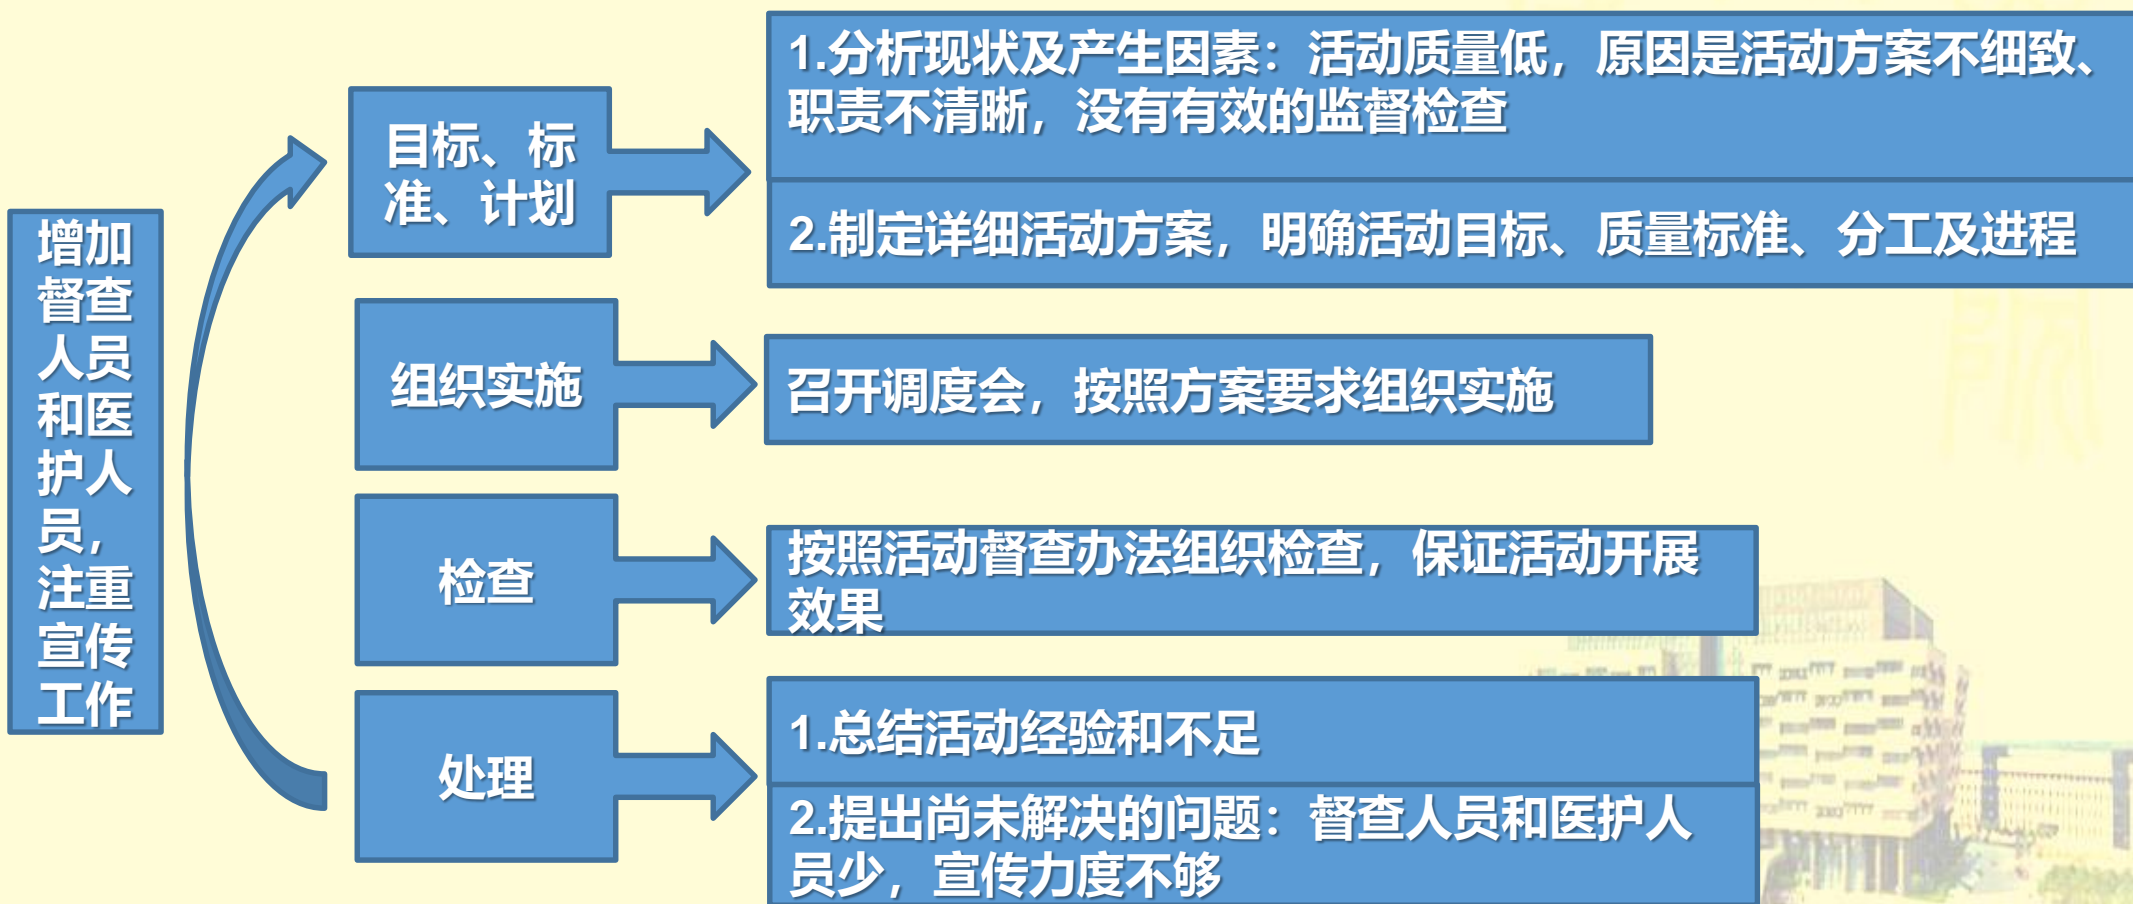 增加
督查
人员
和医
护人
员，
注重
宣传
工作
目标、标
准、计划
1.分析现状及产生因素：活动质量低，原因是活动方案不细致、
职责不清晰，没有有效的监督检查
2.制定详细活动方案，明确活动目标、质量标准、分工及进程
组织实施
召开调度会，按照方案要求组织实施
检查
按照活动督查办法组织检查，保证活动开展
效果
处理
1.总结活动经验和不足
2.提出尚未解决的问题：督查人员和医护人
员少，宣传力度不够